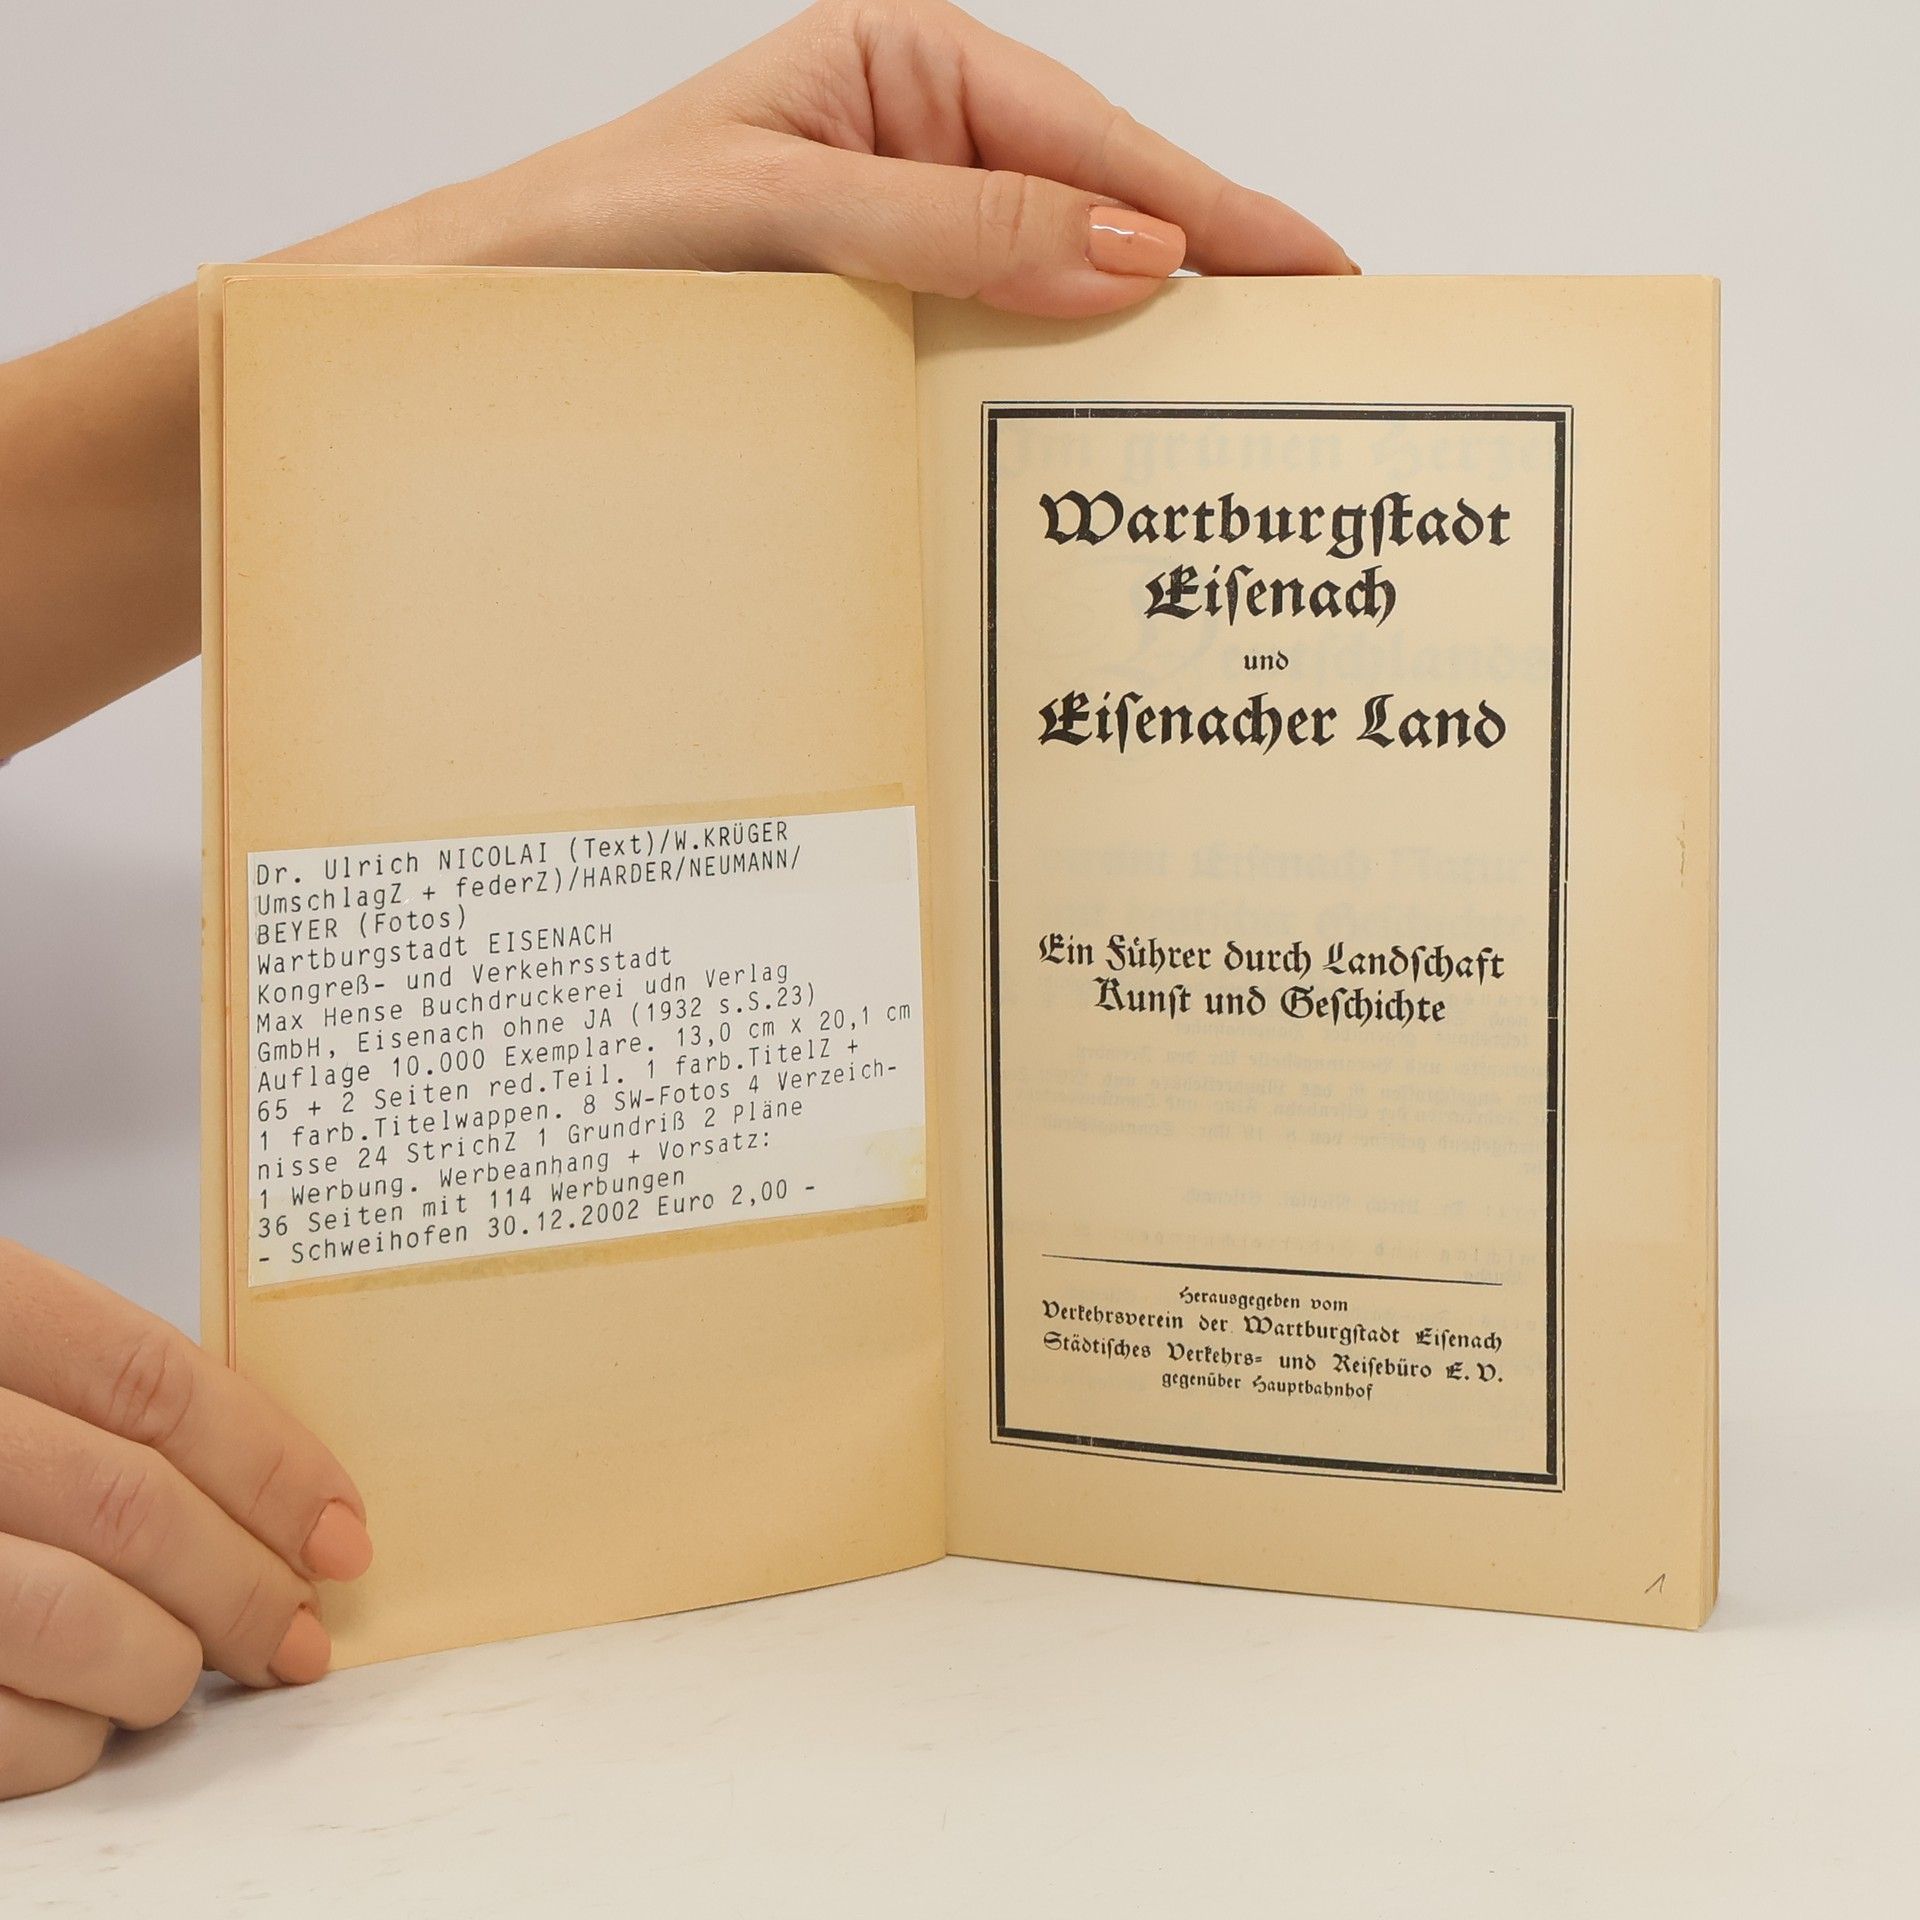 Dr. Ulrich NICOLAI (Text)/W.KRÜGER
UmschlagZ + federZ)/HARDER/NEUMANN/
BEYER (Fotos)
Wartburgstadt EISENACH
Kongreß- und Verkehrsstadt
Max Hense Buchdruckerei udn Verlag
GmbH, Eisenach ohne JA (1932 s.S.23)
Auflage 10.000 Exemplare. 13,0 cm x 20,1 cm
65 + 2 Seiten red.Teil. 1 farb.TitelZ +
1 farb.Titelwappen. 8 SW-Fotos 4 Verzeich-
nisse 24 StrichZ 1 Grundriß 2 Pläne
1 Werbung. Werbeanhang + Vorsatz:
36 Seiten mit 114 Werbungen
- Schweihofen 30.12.2002 Euro 2,00 -
Wartburgſtadt
Eiſenach
und
Eiſenacher Land
Ein Führer durch Landſchaft
Kunſt und Geſchichte
Herausgegeben vom
Verkehrsverein der Wartburgſtadt Eiſenach
Städtiſches Verkehrs= und Reiſebüro E. V.
gegenüber Hauptbahnhof
1